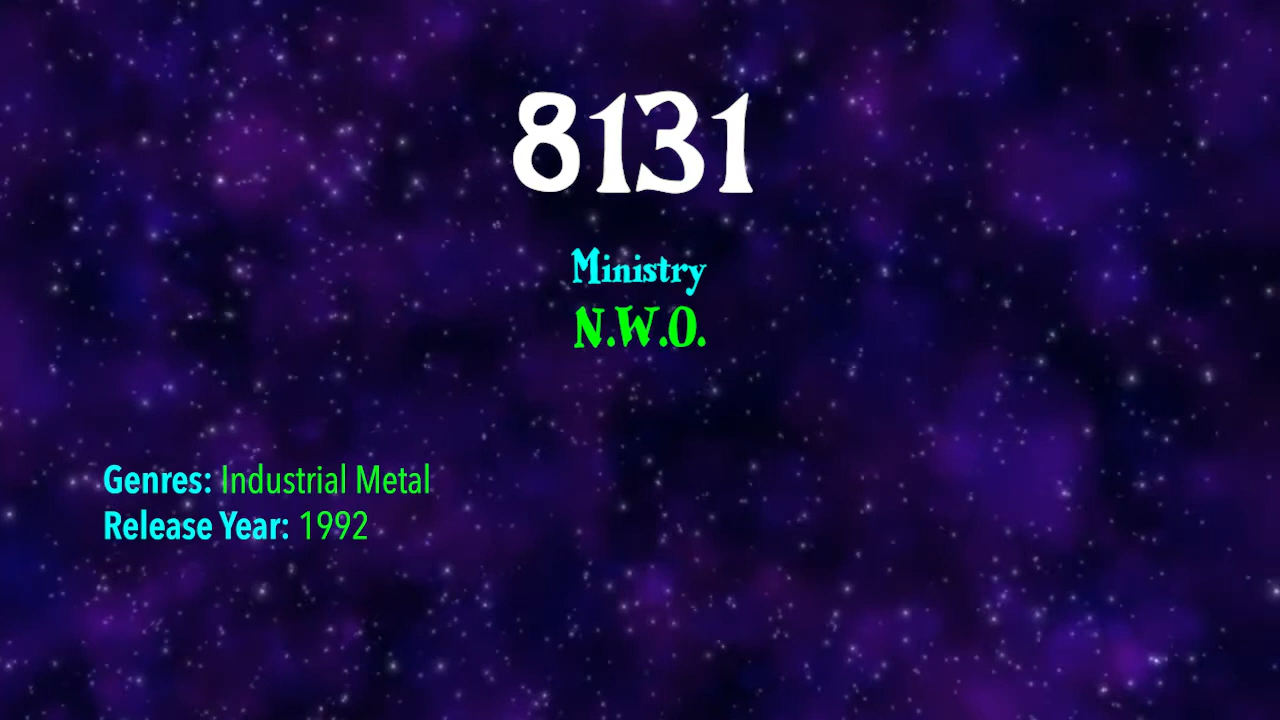 8131
Ministry
N.W.O.
Genres: Industrial Metal
Release Year: 1992